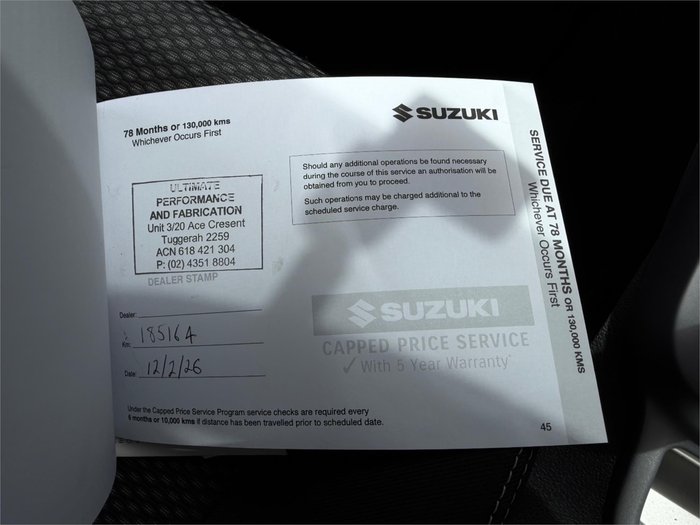 78 Months or 130,000 kms
Whichever Occurs First
SUZUKI
Should any additional operations be found necessary
during the course of this service an authorisation will be
obtained from you to proceed.
Such operations may be charged additional to the
scheduled service charge.
ULTIMATE
PERFORMANCE
AND FABRICATION
Unit 3/20 Ace Cresent
Tuggerah 2259
ACN 618 421 304
P: (02) 4351 8804
DEALER STAMP
Dealer:
Km: 185164
Date: 12/2/26
SUZUKI
CAPPED PRICE SERVICE
✓ With 5 Year Warranty*
Under the Capped Price Service Program service checks are required every
6 months or 10,000 kms if distance has been travelled prior to scheduled date.
45
SERVICE DUE AT 78 MONTHS OR 130,000 KMS
Whichever Occurs First